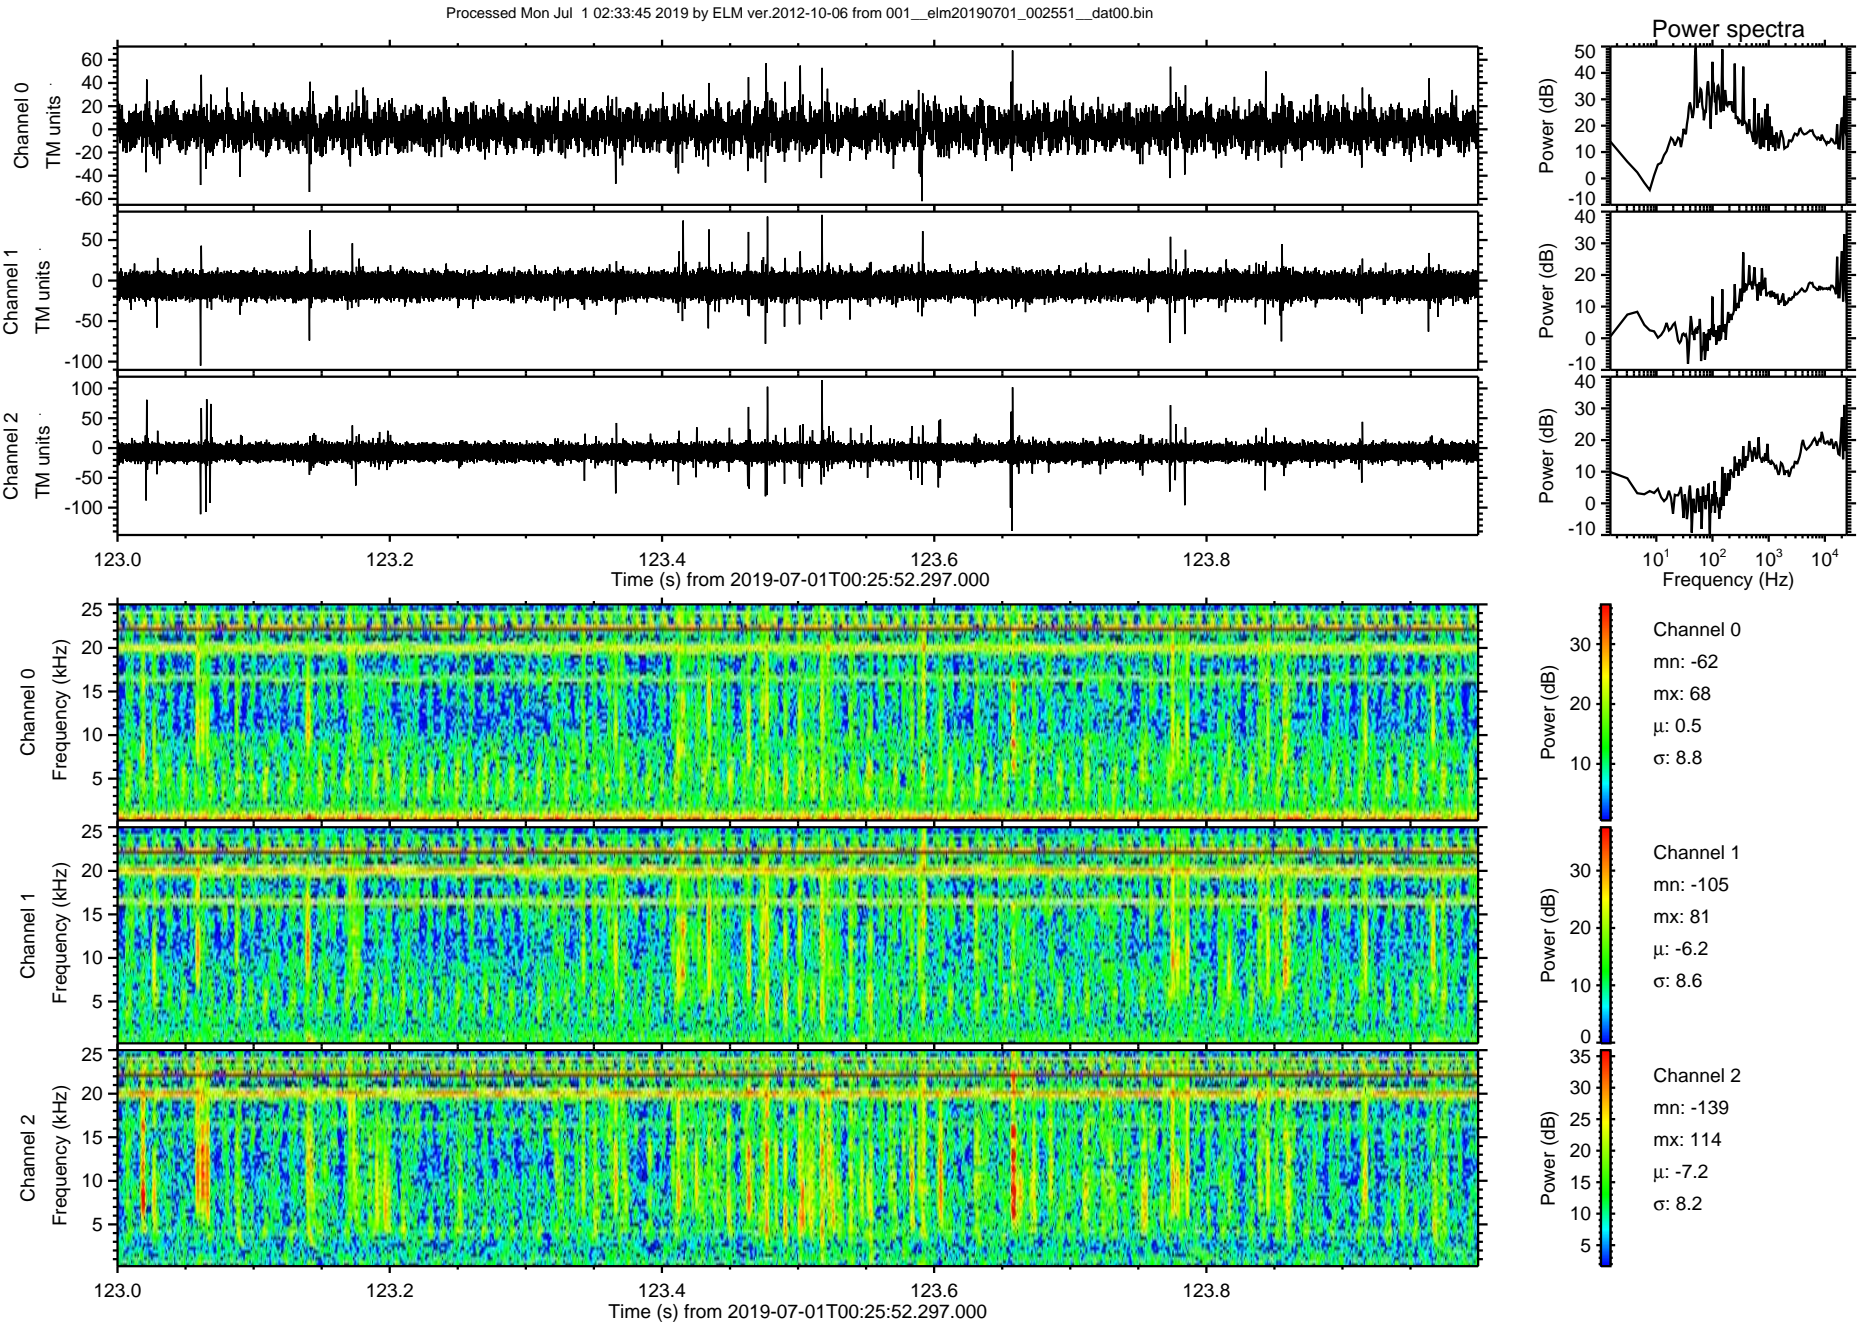 Processed Mon Jul  1 02:33:45 2019 by ELM ver.2012-10-06 from 001__elm20190701_002551__dat00.bin
Power spectra
Channel 0
TM units
60
40
20
0
-20
-40
-60
Power (dB)
50
40
30
20
10
0
-10
Channel 1
TM units
50
0
-50
-100
Power (dB)
40
30
20
10
0
-10
Channel 2
TM units
100
50
0
-50
-100
Power (dB)
40
30
20
10
0
-10
123.0 123.2 123.4 123.6 123.8
Time (s) from 2019-07-01T00:25:52.297.000
10¹ 10² 10³ 10⁴
Frequency (Hz)
Channel 0
Frequency (kHz)
25
20
15
10
5
Power (dB)
30
20
10
Channel 0
mn: -62
mx: 68
μ: 0.5
σ: 8.8
Channel 1
Frequency (kHz)
25
20
15
10
5
Power (dB)
30
20
10
0
Channel 1
mn: -105
mx: 81
μ: -6.2
σ: 8.6
Channel 2
Frequency (kHz)
25
20
15
10
5
Power (dB)
35
30
25
20
15
10
5
Channel 2
mn: -139
mx: 114
μ: -7.2
σ: 8.2
123.0 123.2 123.4 123.6 123.8
Time (s) from 2019-07-01T00:25:52.297.000